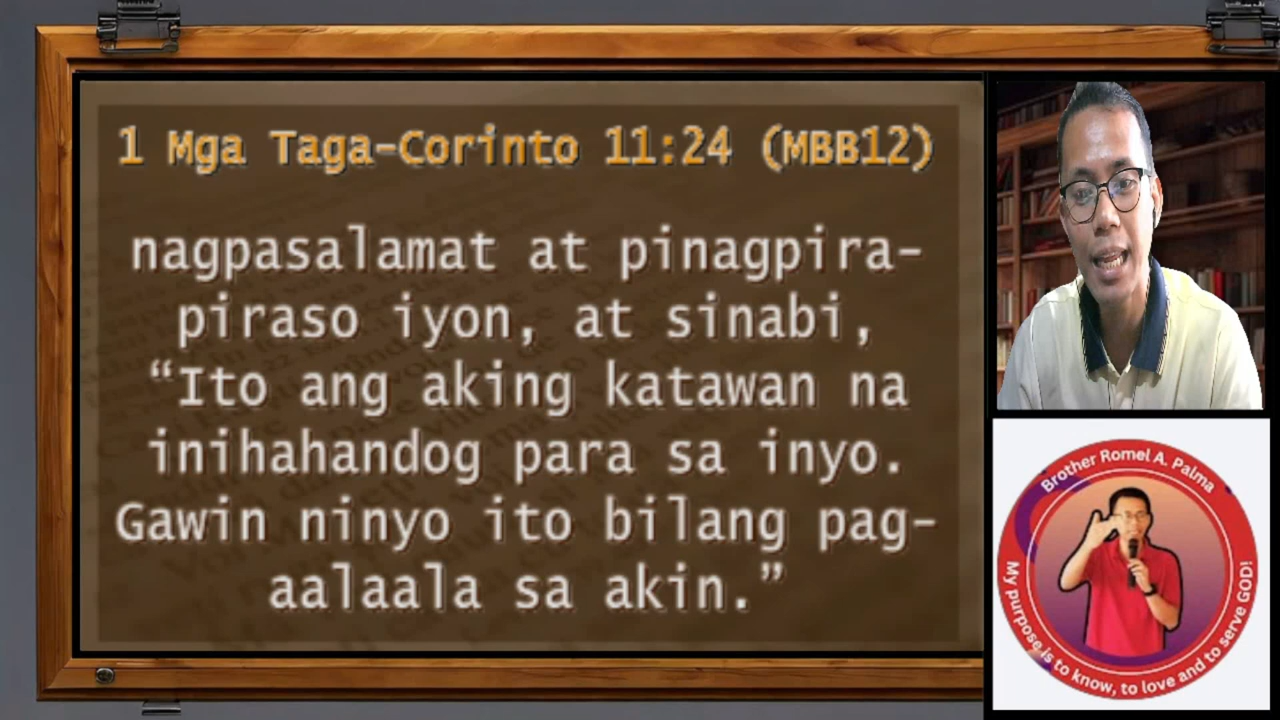 1 Mga Taga-Corinto 11:24 (MBB12)
nagpasalamat at pinagpira-
piraso iyon, at sinabi,
“Ito ang aking katawan na
inihahandog para sa inyo.
Gawin ninyo ito bilang pag-
aalaala sa akin.”
Brother Romel A. Palma
My purpose is to know, to love and to serve GOD!